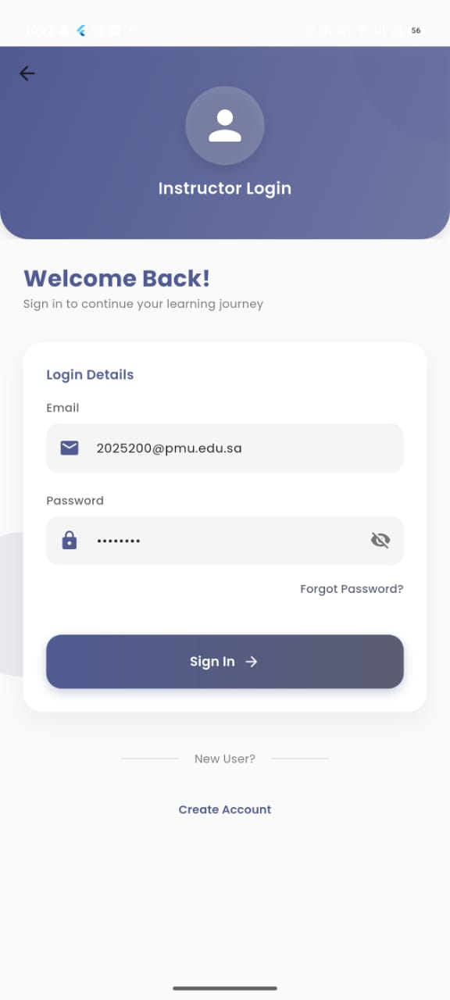 56
Instructor Login
Welcome Back!
Sign in to continue your learning journey
Login Details
Email
2025200@pmu.edu.sa
Password
••••••••
Forgot Password?
Sign In
New User?
Create Account